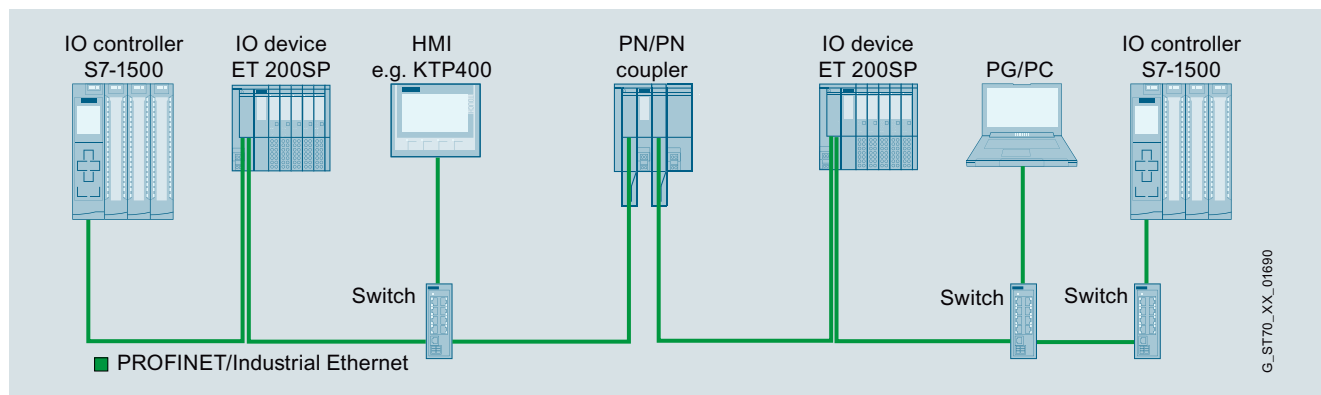 IO controller
S7-1500
IO device
ET 200SP
HMI
e.g. KTP400
PN/PN
coupler
IO device
ET 200SP
PG/PC
IO controller
S7-1500
Switch
Switch
Switch
PROFINET/Industrial Ethernet
G_ST70_XX_01690